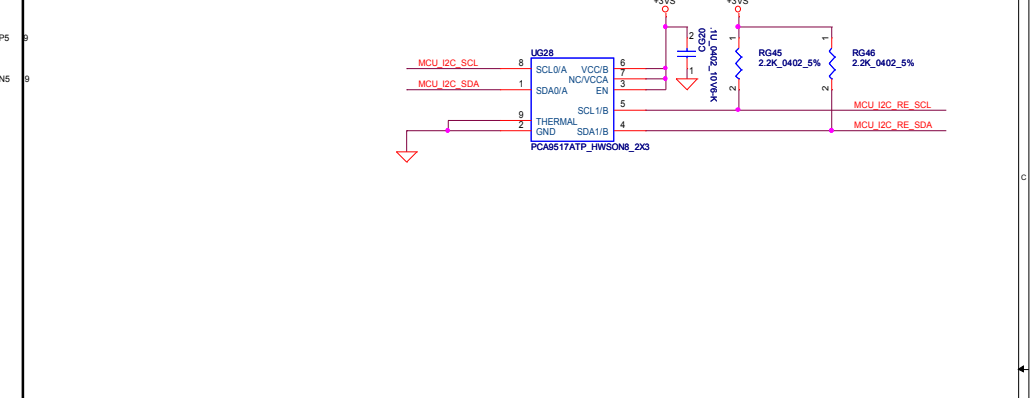 +3VS
+3VS
P5
9
N5
9
2
CG20
.1U_0402_10V6-K
1
1
RG45
2.2K_0402_5%
2
1
RG46
2.2K_0402_5%
2
UG28
MCU_I2C_SCL
8
SCL0/A
VCC/B
6
NC/VCCA
7
MCU_I2C_SDA
1
SDA0/A
EN
3
SCL1/B
5
MCU_I2C_RE_SCL
9
THERMAL
2
GND
SDA1/B
4
MCU_I2C_RE_SDA
PCA9517ATP_HWSON8_2X3
C